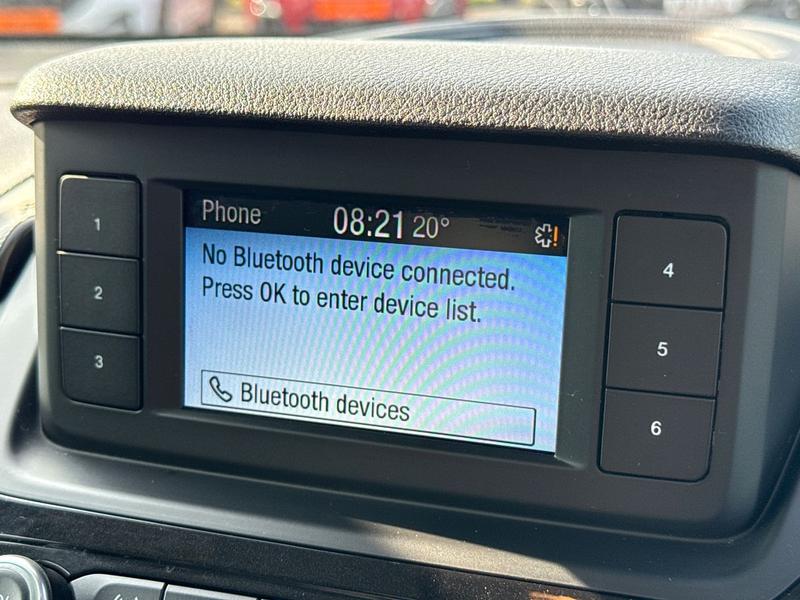 Phone 08:21 20°
No Bluetooth device connected.
Press OK to enter device list.
Bluetooth devices
1
2
3
4
5
6